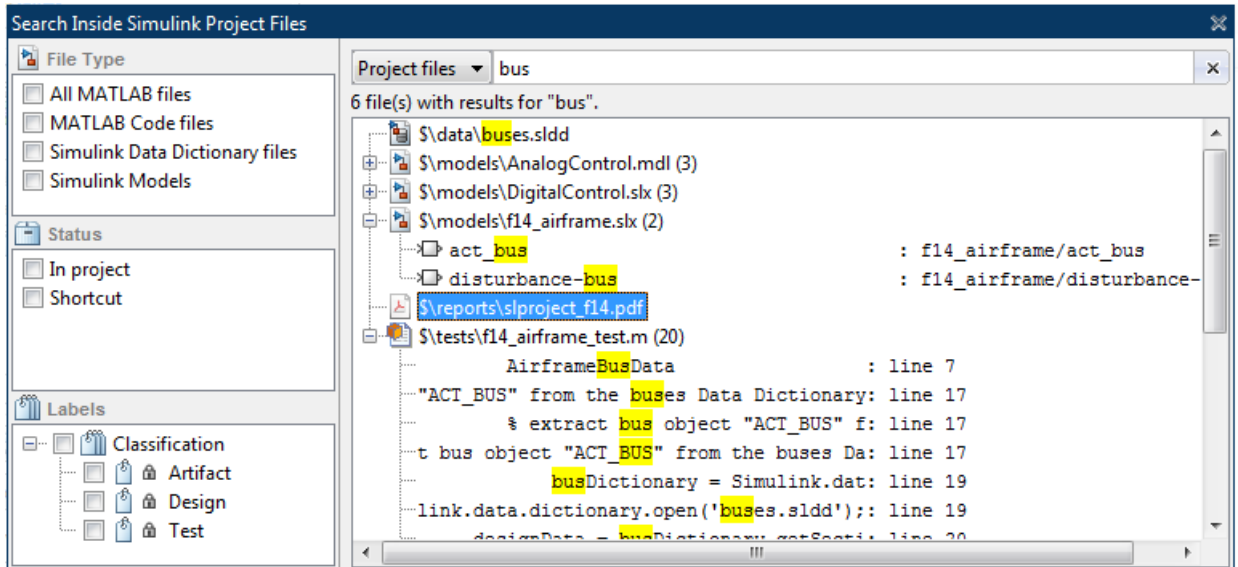 Search Inside Simulink Project Files
File Type
All MATLAB files
MATLAB Code files
Simulink Data Dictionary files
Simulink Models
Status
In project
Shortcut
Labels
Classification
Artifact
Design
Test
Project files bus
6 file(s) with results for "bus".
$\data\buses.sldd
$\models\AnalogControl.mdl (3)
$\models\DigitalControl.slx (3)
$\models\f14_airframe.slx (2)
act_bus : f14_airframe/act_bus
disturbance-bus : f14_airframe/disturbance-
$\reports\slproject_f14.pdf
$\tests\f14_airframe_test.m (20)
AirframeBusData : line 7
"ACT_BUS" from the buses Data Dictionary: line 17
% extract bus object "ACT_BUS" f: line 17
t bus object "ACT_BUS" from the buses Da: line 17
busDictionary = Simulink.dat: line 19
link.data.dictionary.open('buses.sldd');: line 19
designData = busDictionary.getSecti: line 20